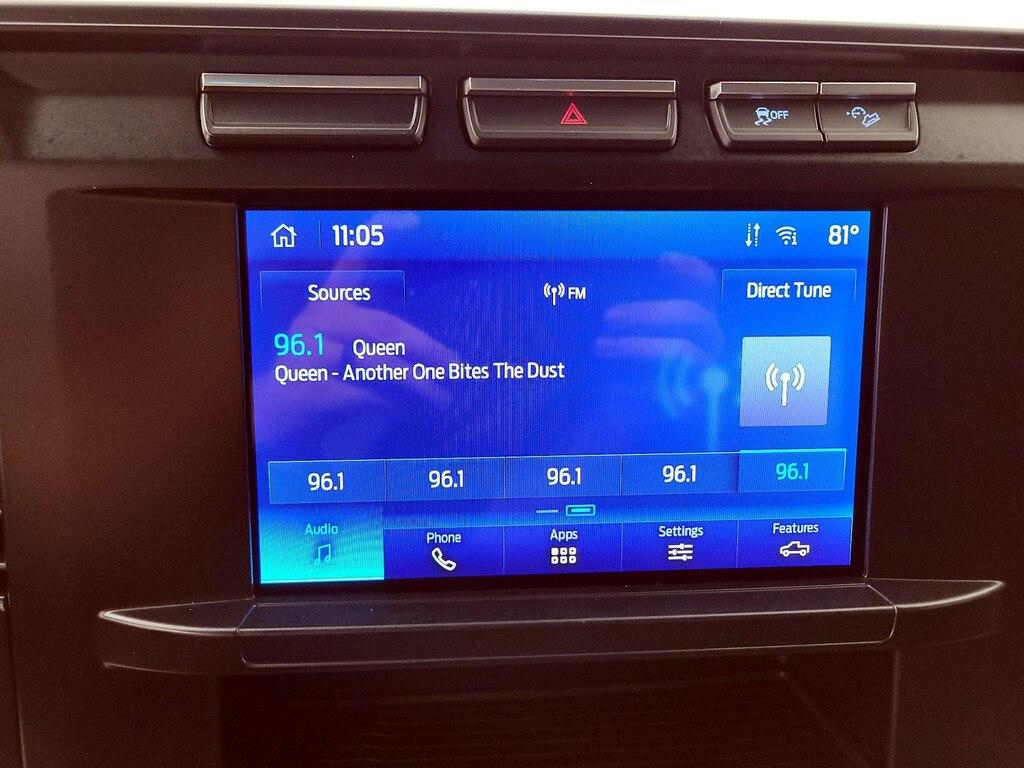 OFF
11:05
81°
Sources
FM
Direct Tune
96.1 Queen
Queen - Another One Bites The Dust
96.1 96.1 96.1 96.1 96.1
Audio Phone Apps Settings Features